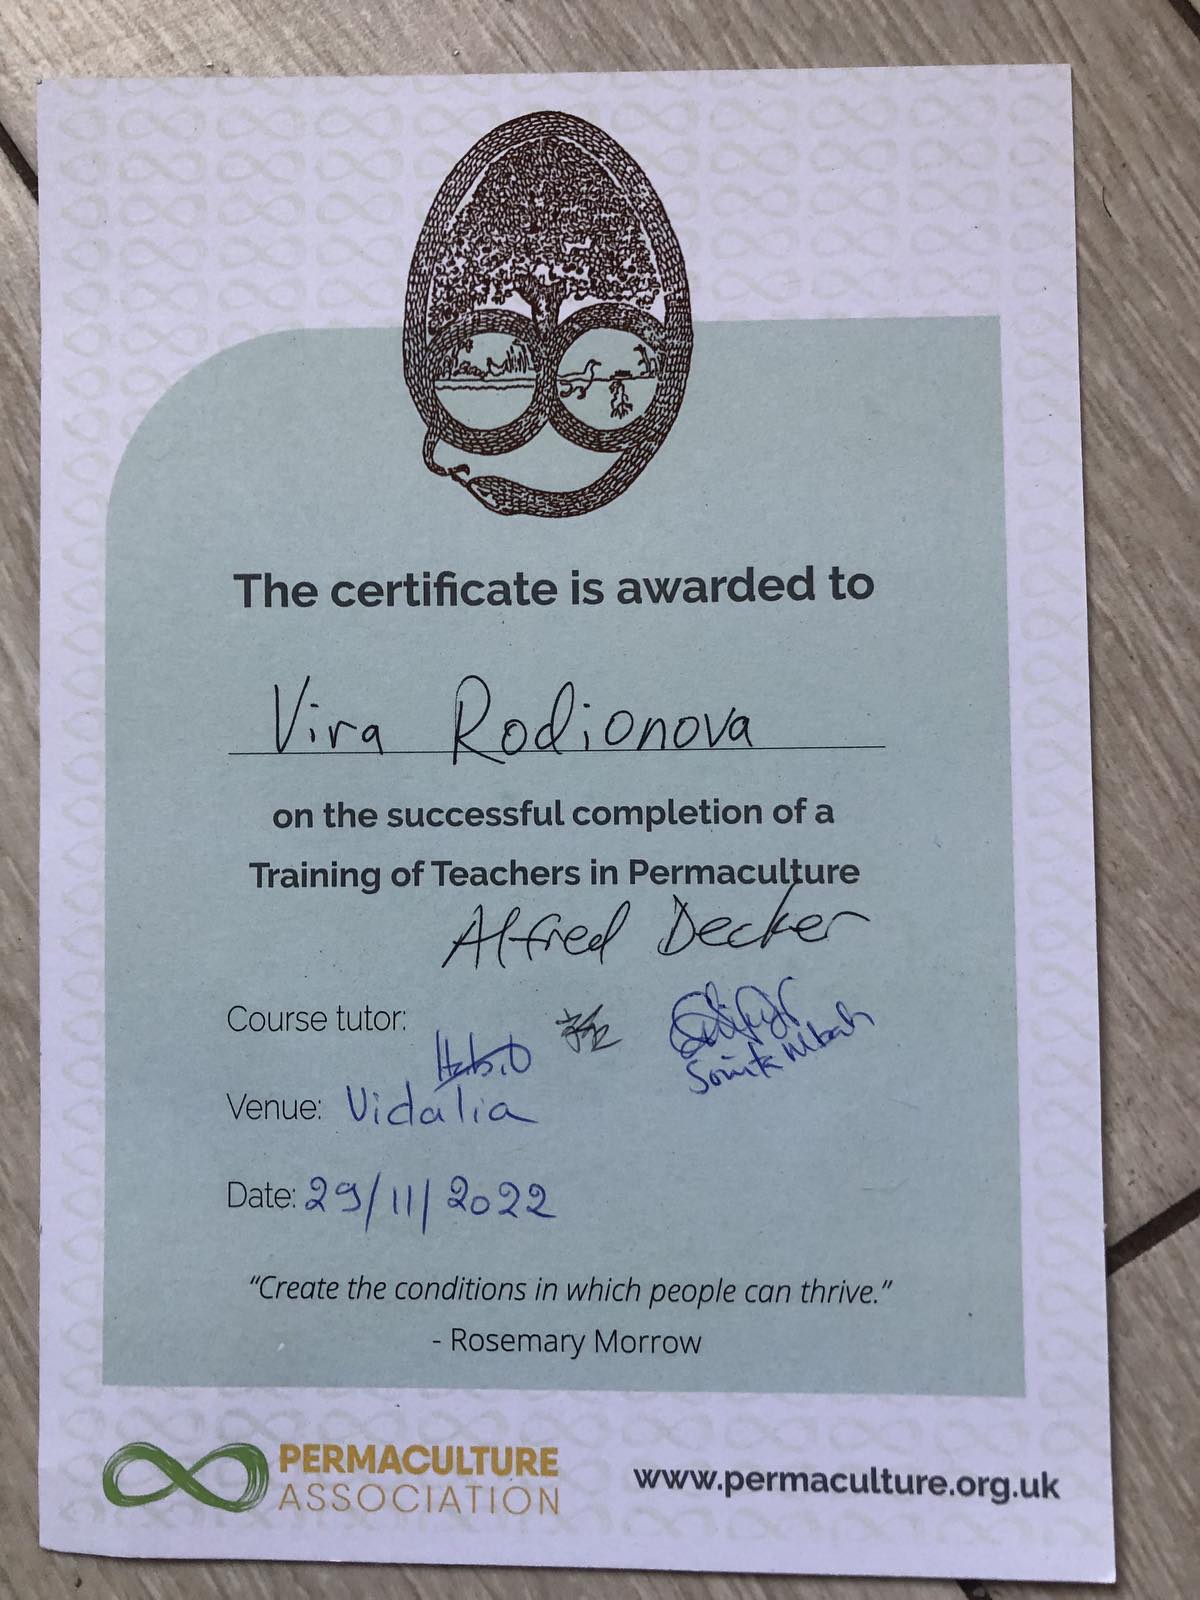 The certificate is awarded to
Vira Rodionova
on the successful completion of a
Training of Teachers in Permaculture
Alfred Decker
Course tutor:
Venue: Vidalia
Date: 29/11/2022
“Create the conditions in which people can thrive.”
- Rosemary Morrow
PERMACULTURE
ASSOCIATION
www.permaculture.org.uk